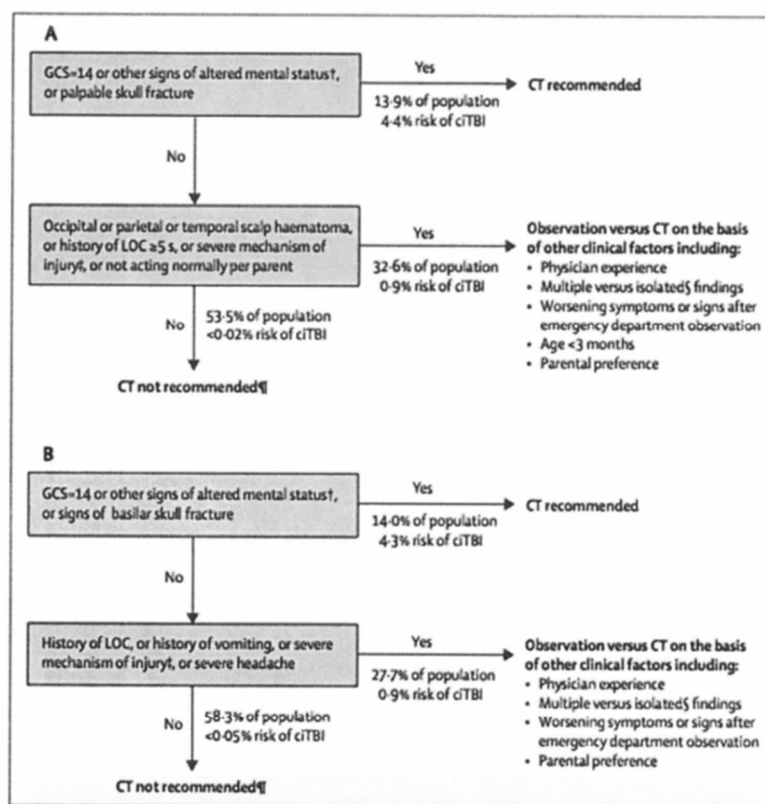 A
GCS=14 or other signs of altered mental status†,
or palpable skull fracture
Yes
13·9% of population
4·4% risk of ciTBI
CT recommended
No
Occipital or parietal or temporal scalp haematoma,
or history of LOC ≥5 s, or severe mechanism of
injury‡, or not acting normally per parent
Yes
32·6% of population
0·9% risk of ciTBI
Observation versus CT on the basis
of other clinical factors including:
• Physician experience
• Multiple versus isolated§ findings
• Worsening symptoms or signs after
emergency department observation
• Age <3 months
• Parental preference
No
53·5% of population
<0·02% risk of ciTBI
CT not recommended¶
B
GCS=14 or other signs of altered mental status†,
or signs of basilar skull fracture
Yes
14·0% of population
4·3% risk of ciTBI
CT recommended
No
History of LOC, or history of vomiting, or severe
mechanism of injury‡, or severe headache
Yes
27·7% of population
0·9% risk of ciTBI
Observation versus CT on the basis
of other clinical factors including:
• Physician experience
• Multiple versus isolated§ findings
• Worsening symptoms or signs after
emergency department observation
• Parental preference
No
58·3% of population
<0·05% risk of ciTBI
CT not recommended¶